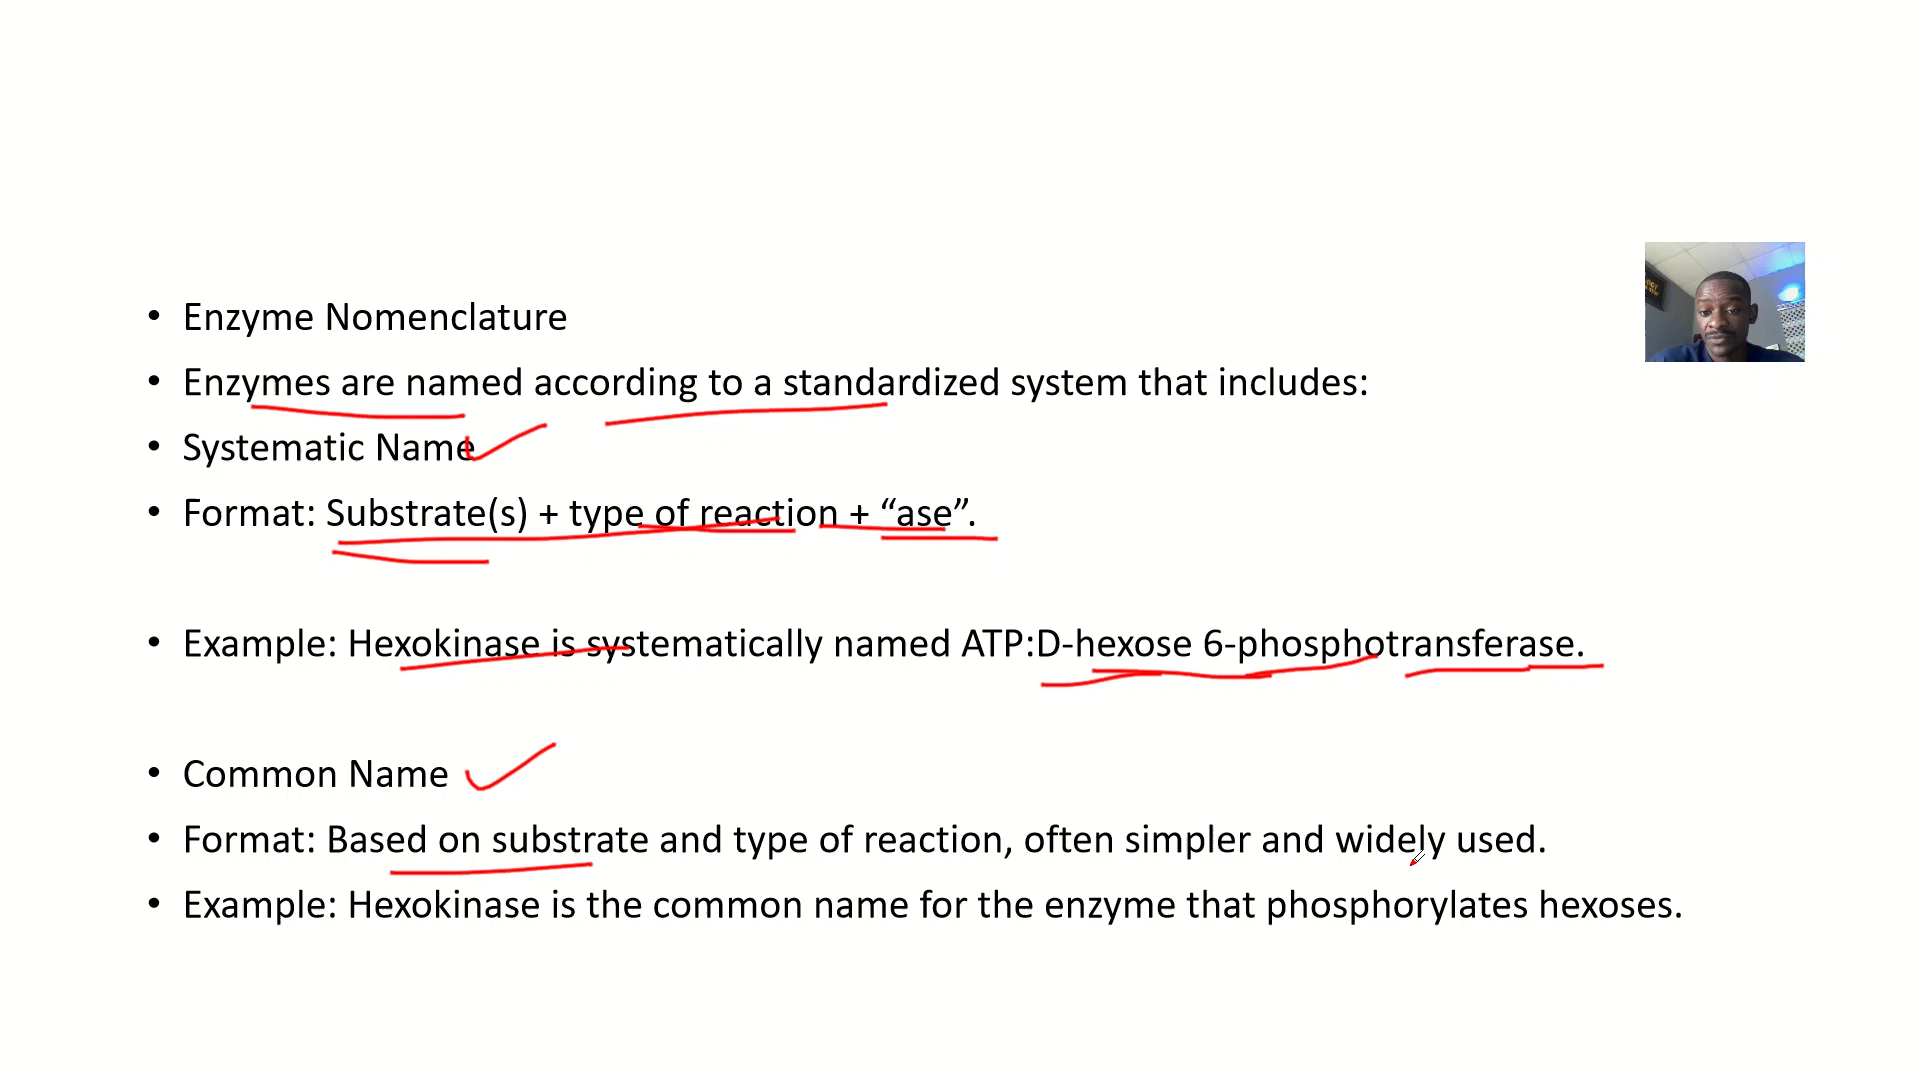 • Enzyme Nomenclature
• Enzymes are named according to a standardized system that includes:
• Systematic Name
• Format: Substrate(s) + type of reaction + “ase”.
• Example: Hexokinase is systematically named ATP:D-hexose 6-phosphotransferase.
• Common Name
• Format: Based on substrate and type of reaction, often simpler and widely used.
• Example: Hexokinase is the common name for the enzyme that phosphorylates hexoses.